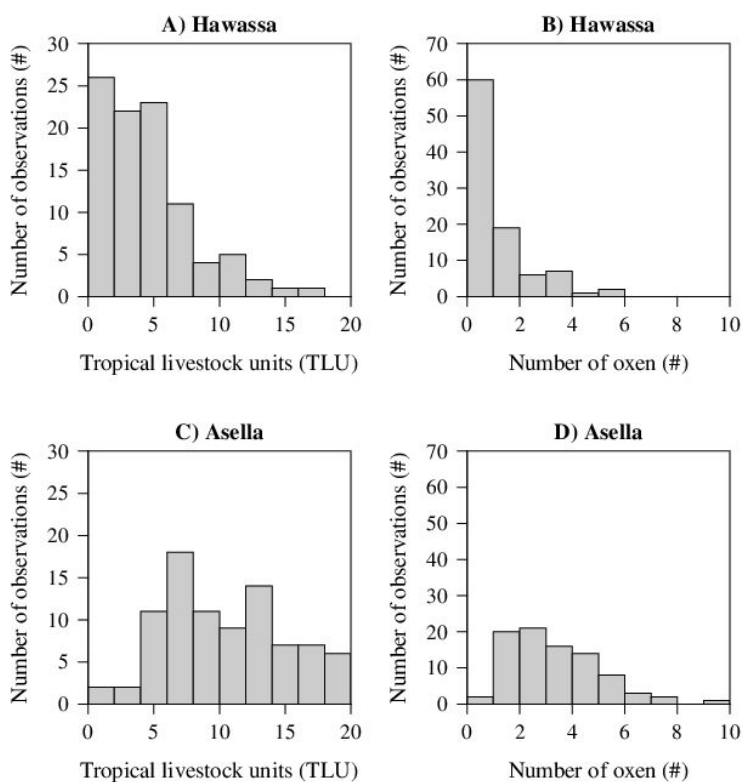 A) Hawassa
Number of observations (#)
30
25
20
15
10
5
0
0 5 10 15 20
Tropical livestock units (TLU)
B) Hawassa
Number of observations (#)
70
60
50
40
30
20
10
0
0 2 4 6 8 10
Number of oxen (#)
C) Asella
Number of observations (#)
30
25
20
15
10
5
0
0 5 10 15 20
Tropical livestock units (TLU)
D) Asella
Number of observations (#)
70
60
50
40
30
20
10
0
0 2 4 6 8 10
Number of oxen (#)